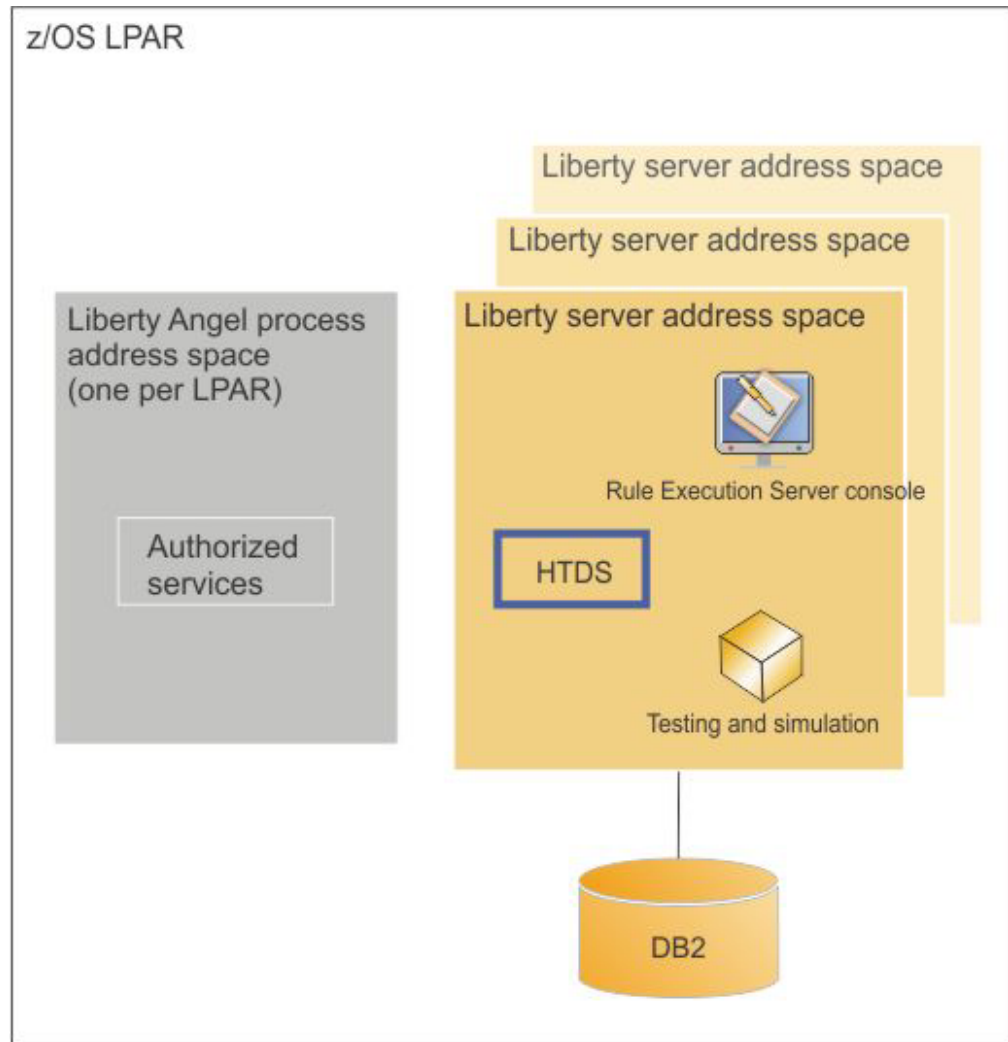 z/OS LPAR
Liberty server address space
Liberty server address space
Liberty server address space
Liberty Angel process
address space
(one per LPAR)
Authorized
services
Rule Execution Server console
HTDS
Testing and simulation
DB2